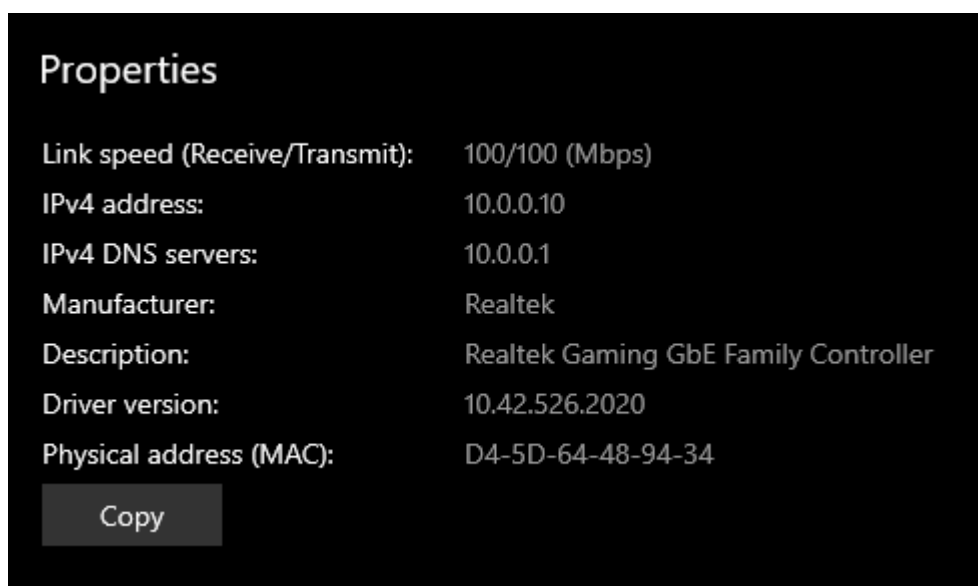 Properties
Link speed (Receive/Transmit): 100/100 (Mbps)
IPv4 address: 10.0.0.10
IPv4 DNS servers: 10.0.0.1
Manufacturer: Realtek
Description: Realtek Gaming GbE Family Controller
Driver version: 10.42.526.2020
Physical address (MAC): D4-5D-64-48-94-34
Copy